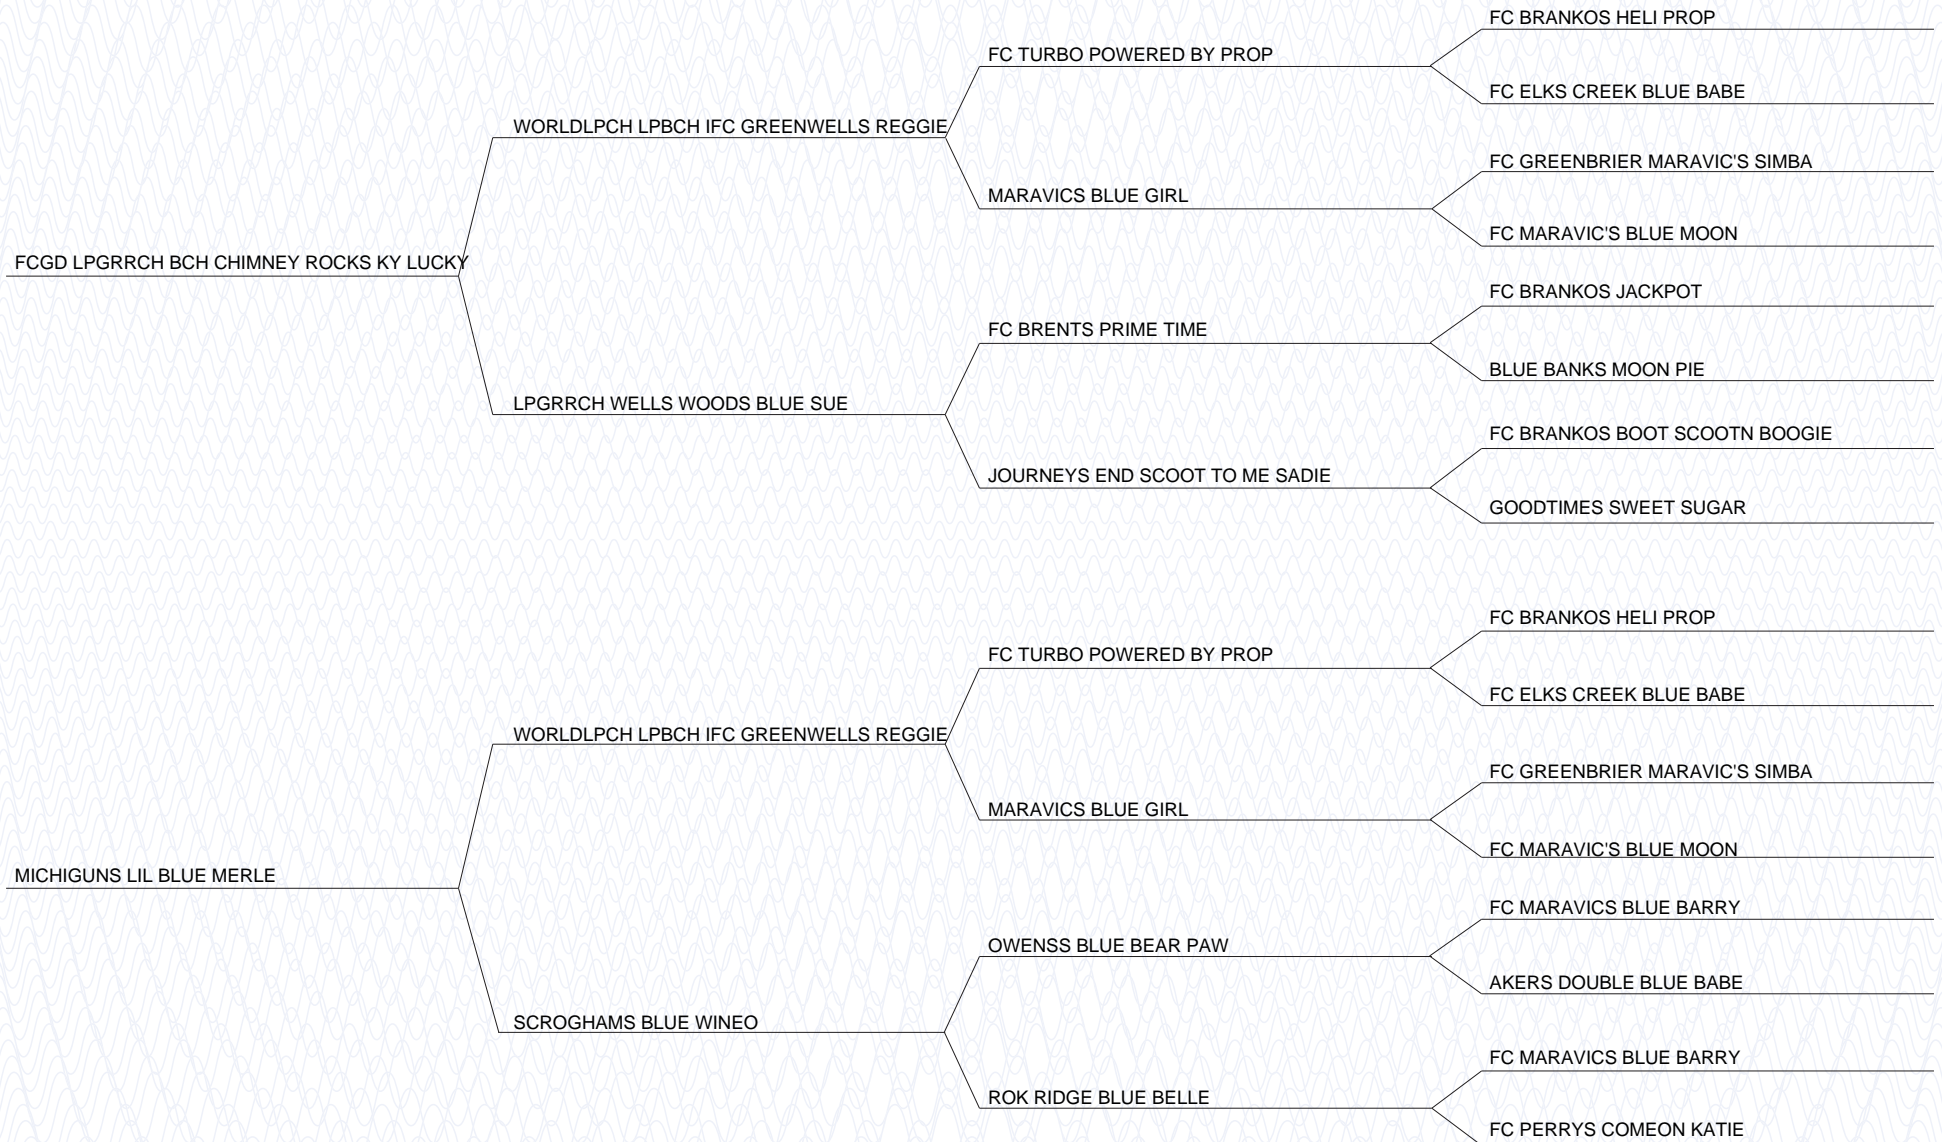 FC BRANKOS HELI PROP
FC TURBO POWERED BY PROP
FC ELKS CREEK BLUE BABE
WORLDLPCH LPBCH IFC GREENWELLS REGGIE
FC GREENBRIER MARAVIC'S SIMBA
MARAVICS BLUE GIRL
FC MARAVIC'S BLUE MOON
FCGD LPGRRCH BCH CHIMNEY ROCKS KY LUCKY
FC BRANKOS JACKPOT
FC BRENTS PRIME TIME
BLUE BANKS MOON PIE
LPGRRCH WELLS WOODS BLUE SUE
FC BRANKOS BOOT SCOOTN BOOGIE
JOURNEYS END SCOOT TO ME SADIE
GOODTIMES SWEET SUGAR
FC BRANKOS HELI PROP
FC TURBO POWERED BY PROP
FC ELKS CREEK BLUE BABE
WORLDLPCH LPBCH IFC GREENWELLS REGGIE
FC GREENBRIER MARAVIC'S SIMBA
MARAVICS BLUE GIRL
FC MARAVIC'S BLUE MOON
MICHIGUNS LIL BLUE MERLE
FC MARAVICS BLUE BARRY
OWENSS BLUE BEAR PAW
AKERS DOUBLE BLUE BABE
SCROGHAMS BLUE WINEO
FC MARAVICS BLUE BARRY
ROK RIDGE BLUE BELLE
FC PERRYS COMEON KATIE